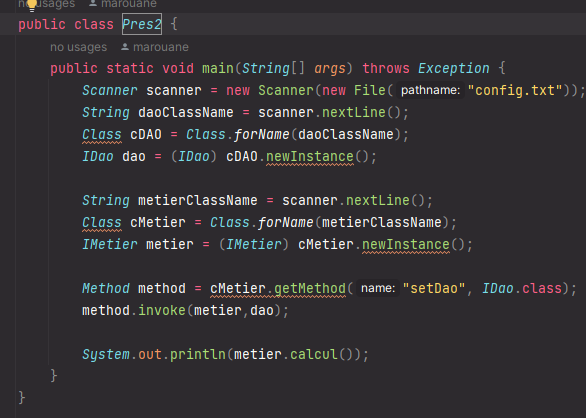 no usages marouane
public class Pres2 {
no usages marouane
public static void main(String[] args) throws Exception {
Scanner scanner = new Scanner(new File( pathname: "config.txt"));
String daoClassName = scanner.nextLine();
Class cDAO = Class.forName(daoClassName);
IDao dao = (IDao) cDAO.newInstance();
String metierClassName = scanner.nextLine();
Class cMetier = Class.forName(metierClassName);
IMetier metier = (IMetier) cMetier.newInstance();
Method method = cMetier.getMethod( name: "setDao", IDao.class);
method.invoke(metier,dao);
System.out.println(metier.calcul());
}
}